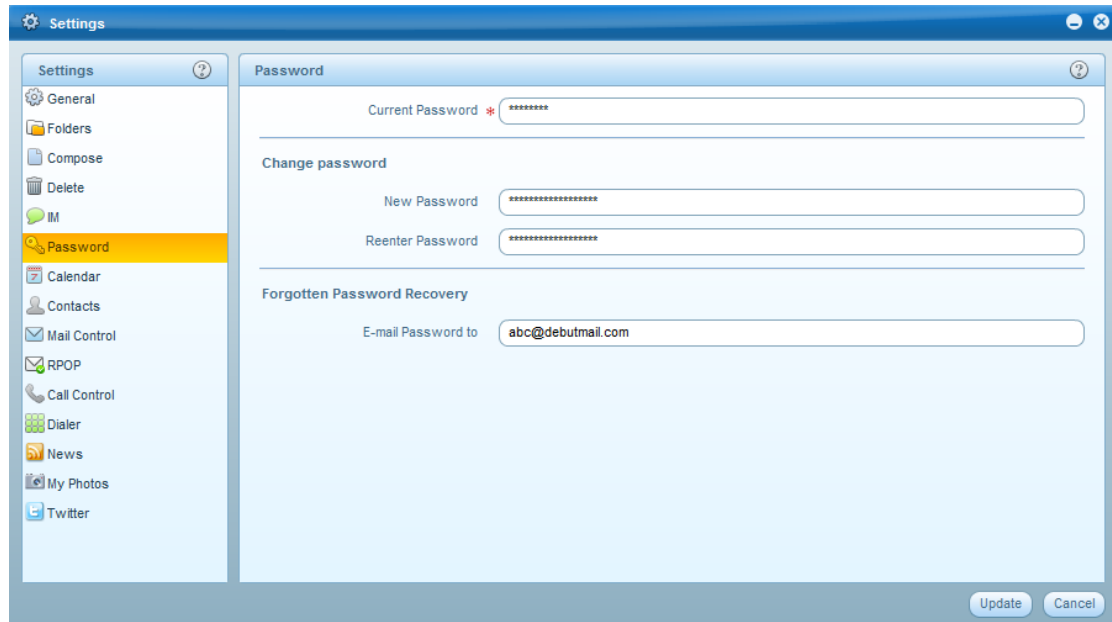 Settings
Settings
General
Folders
Compose
Delete
IM
Password
Calendar
Contacts
Mail Control
RPOP
Call Control
Dialer
News
My Photos
Twitter
Password
Current Password * ********
Change password
New Password ******************
Reenter Password ******************
Forgotten Password Recovery
E-mail Password to abc@debutmail.com
Update Cancel